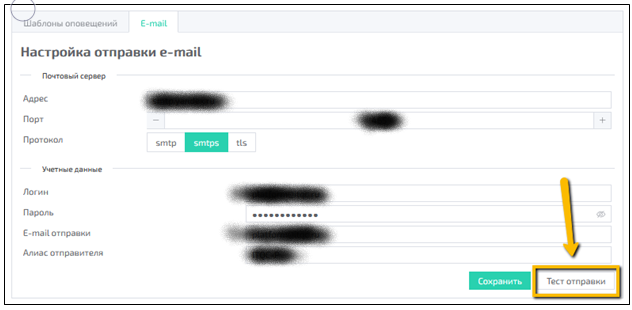 Шаблоны оповещений E-mail
Настройка отправки e-mail
Почтовый сервер
Адрес
Порт − +
Протокол smtp smtps tls
Учетные данные
Логин
Пароль ••••••••••••
E-mail отправки
Алиас отправителя
Сохранить Тест отправки